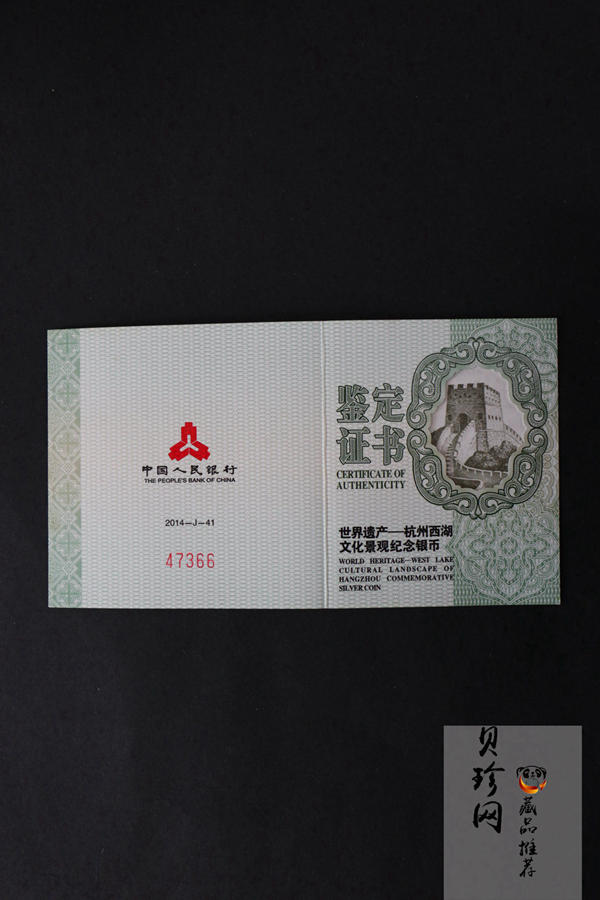 中国人民银行
THE PEOPLE'S BANK OF CHINA
2014-J-41
47366
鉴定
证书
CERTIFICATE OF
AUTHENTICITY
世界遗产—杭州西湖
文化景观纪念银币
WORLD HERITAGE—WEST LAKE
CULTURAL LANDSCAPE OF
HANGZHOU COMMEMORATIVE
SILVER COIN
贝珍网
藏品推荐